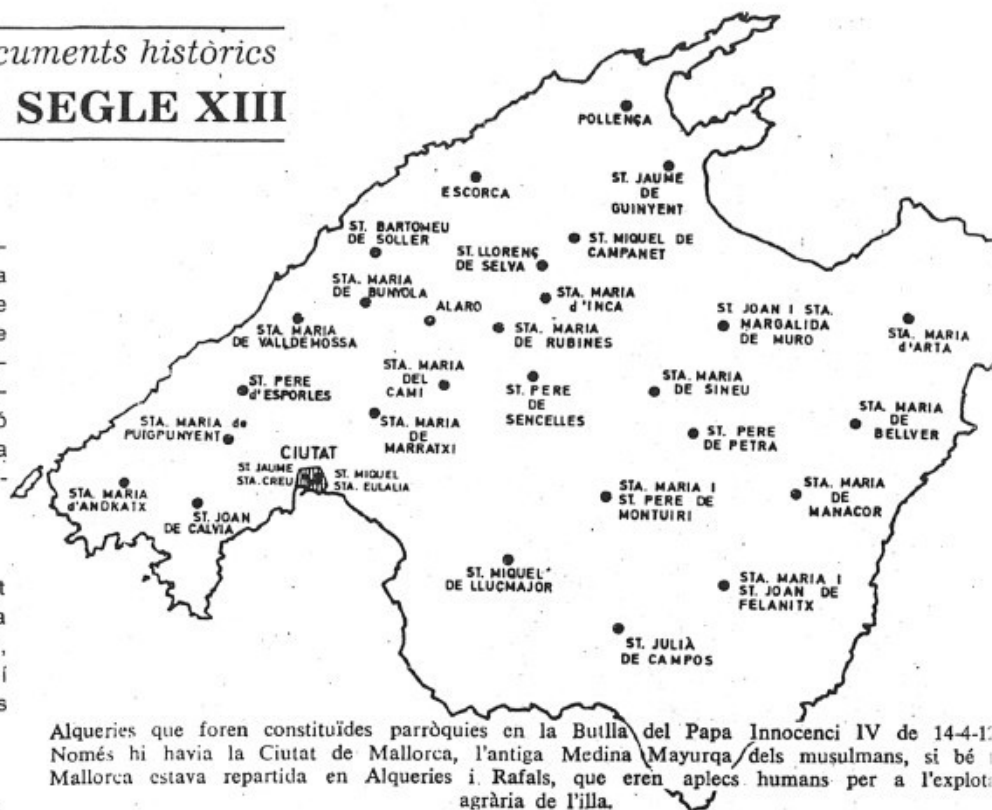 cuments històrics
SEGLE XIII
a
e
e
ó
a
t
a
,
í
s
POLLENÇA
ESCORCA
ST. JAUME
DE
GUINYENT
ST. BARTOMEU
DE SOLLER
ST. LLORENÇ
DE SELVA
ST. MIQUEL DE
CAMPANET
STA. MARIA
DE BUNYOLA
ALARO
STA. MARIA
d'INCA
STA. MARIA
DE VALLDEMOSSA
STA. MARIA
DE RUBINES
ST JOAN I STA.
MARGALIDA
DE MURO
STA. MARIA
d'ARTA
STA. MARIA
DEL
CAMI
ST. PERE
d'ESPORLES
ST. PERE
DE
SENCELLES
STA. MARIA
DE SINEU
STA. MARIA de
PUIGPUNYENT
STA. MARIA
DE
MARRATXI
ST. PERE
DE PETRA
STA. MARIA
DE
BELLVER
CIUTAT
ST JAUME
STA. CREU
ST. MIQUEL
STA. EULALIA
STA. MARIA
d'ANDKATX
ST. JOAN
DE CALVIA
STA. MARIA I
ST. PERE DE
MONTUIRI
STA. MARIA
DE
MANACOR
ST. MIQUEL
DE LLUCMAJOR
STA. MARIA I
ST. JOAN DE
FELANITX
ST. JULIÀ
DE CAMPOS
Alqueries que foren constituïdes parròquies en la Butlla del Papa Innocenci IV de 14-4-12
Només hi havia la Ciutat de Mallorca, l'antiga Medina Mayurqa dels musulmans, si bé
Mallorca estava repartida en Alqueries i Rafals, que eren aplecs humans per a l'explot
agrària de l'illa.